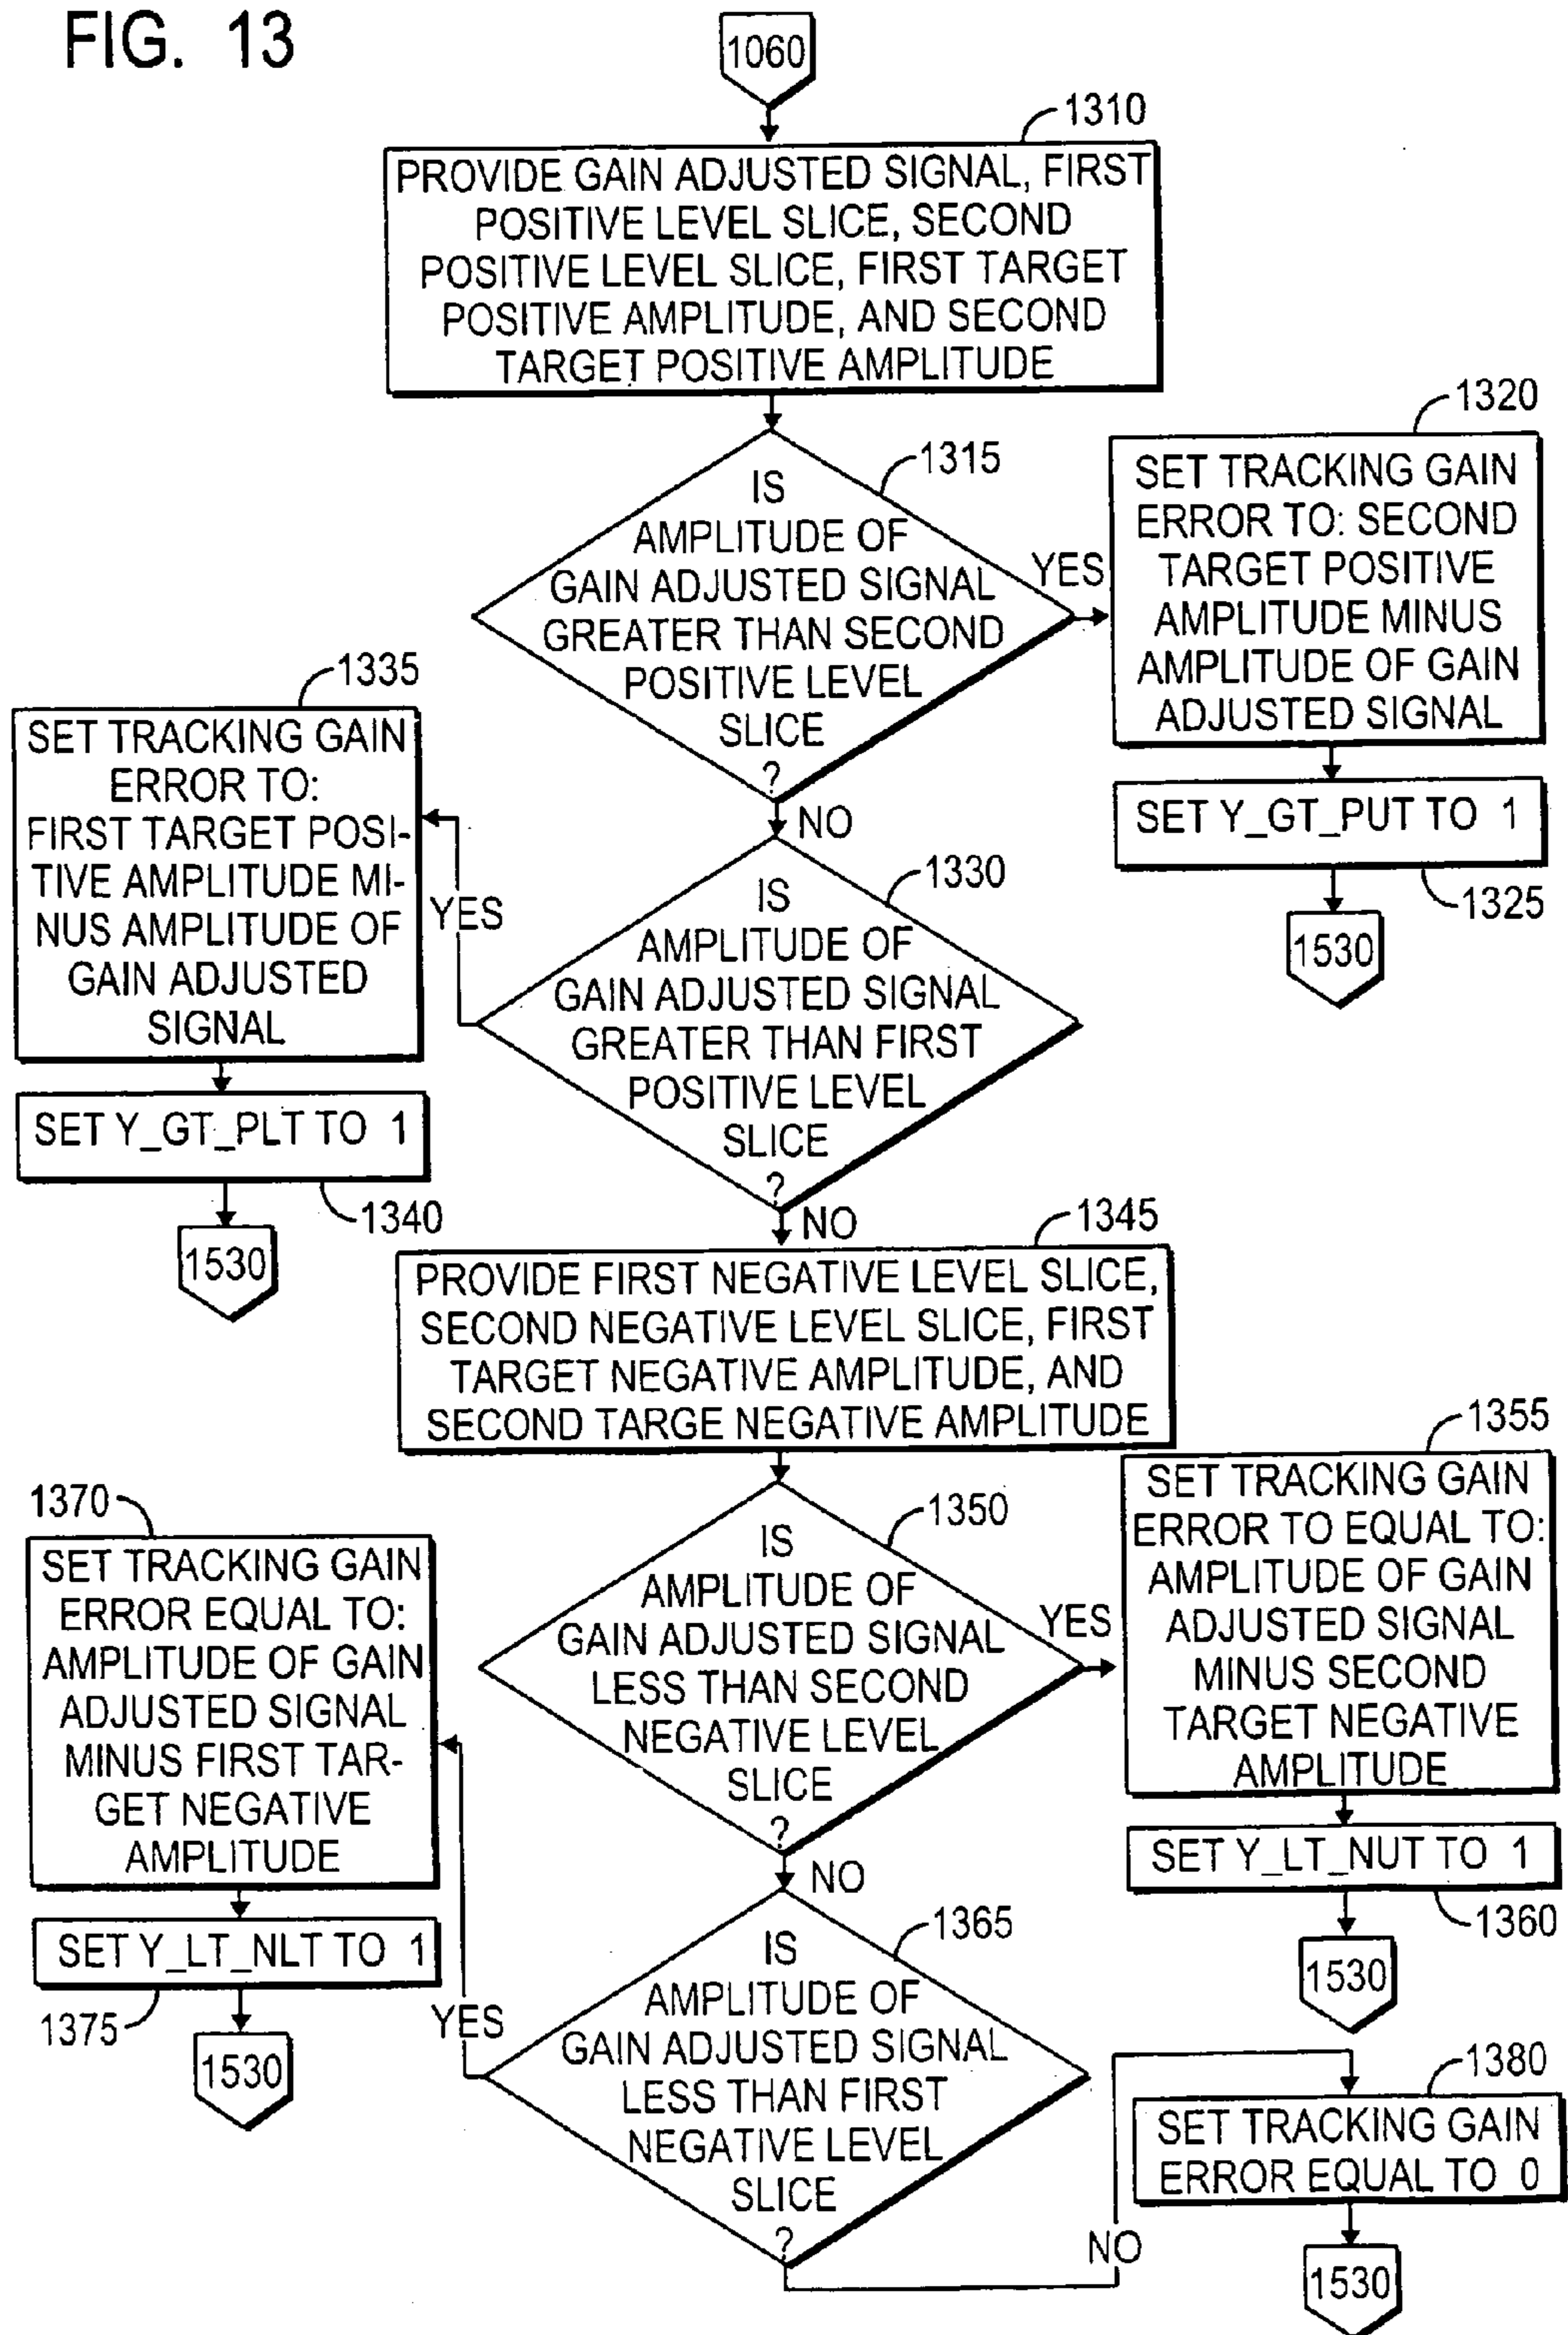 FIG. 13
1060
1310
PROVIDE GAIN ADJUSTED SIGNAL, FIRST
POSITIVE LEVEL SLICE, SECOND
POSITIVE LEVEL SLICE, FIRST TARGET
POSITIVE AMPLITUDE, AND SECOND
TARGET POSITIVE AMPLITUDE
1315
IS
AMPLITUDE OF
GAIN ADJUSTED SIGNAL
GREATER THAN SECOND
POSITIVE LEVEL
SLICE
?
YES
NO
1320
SET TRACKING GAIN
ERROR TO: SECOND
TARGET POSITIVE
AMPLITUDE MINUS
AMPLITUDE OF GAIN
ADJUSTED SIGNAL
SET Y_GT_PUT TO 1
1325
1530
1330
IS
AMPLITUDE OF
GAIN ADJUSTED SIGNAL
GREATER THAN FIRST
POSITIVE LEVEL
SLICE
?
YES
NO
1335
SET TRACKING GAIN
ERROR TO:
FIRST TARGET POSI-
TIVE AMPLITUDE MI-
NUS AMPLITUDE OF
GAIN ADJUSTED
SIGNAL
SET Y_GT_PLT TO 1
1340
1530
1345
PROVIDE FIRST NEGATIVE LEVEL SLICE,
SECOND NEGATIVE LEVEL SLICE, FIRST
TARGET NEGATIVE AMPLITUDE, AND
SECOND TARGE NEGATIVE AMPLITUDE
1350
IS
AMPLITUDE OF
GAIN ADJUSTED SIGNAL
LESS THAN SECOND
NEGATIVE LEVEL
SLICE
?
YES
NO
1355
SET TRACKING GAIN
ERROR TO EQUAL TO:
AMPLITUDE OF GAIN
ADJUSTED SIGNAL
MINUS SECOND
TARGET NEGATIVE
AMPLITUDE
SET Y_LT_NUT TO 1
1360
1530
1365
IS
AMPLITUDE OF
GAIN ADJUSTED SIGNAL
LESS THAN FIRST
NEGATIVE LEVEL
SLICE
?
YES
NO
1370
SET TRACKING GAIN
ERROR EQUAL TO:
AMPLITUDE OF GAIN
ADJUSTED SIGNAL
MINUS FIRST TAR-
GET NEGATIVE
AMPLITUDE
SET Y_LT_NLT TO 1
1375
1530
1380
SET TRACKING GAIN
ERROR EQUAL TO 0
1530